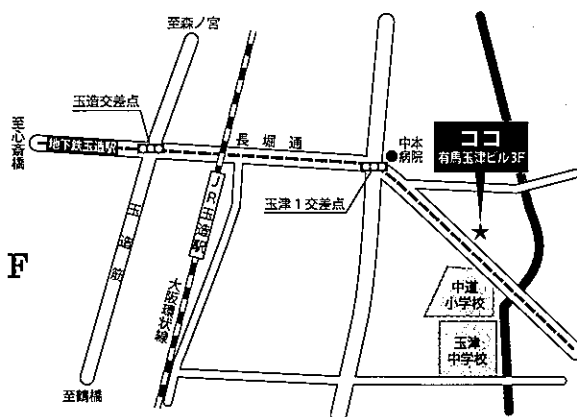 至森ノ宮
玉造交差点
至心斎橋
地下鉄玉造駅
長堀通
中本
病院
ココ
有馬玉津ビル3F
玉津1交差点
JR玉造駅
玉造筋
大阪環状線
F
中道
小学校
玉津
中学校
至鶴橋